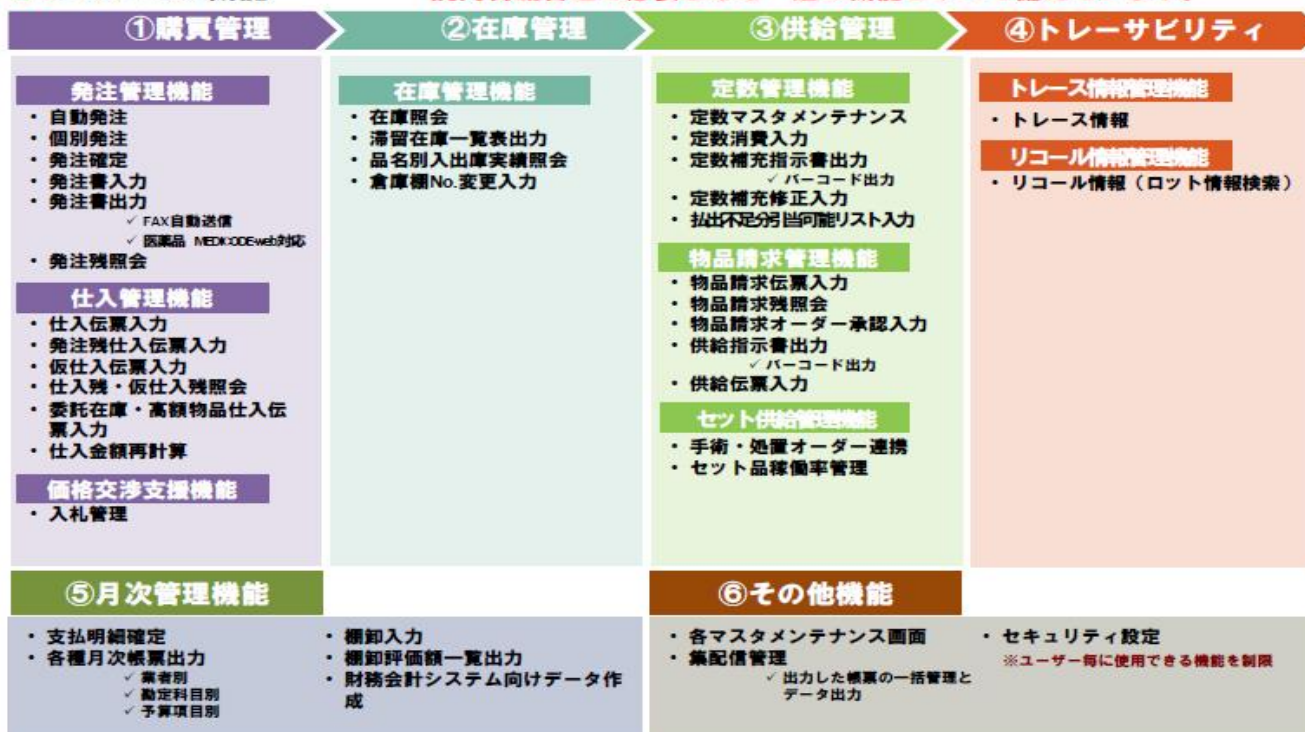 ①購買管理
②在庫管理
③供給管理
④トレーサビリティ
発注管理機能
・ 自動発注
・ 個別発注
・ 発注確定
・ 発注書入力
・ 発注書出力
✓ FAX自動送信
✓ 医薬品 MEDICODE-web対応
・ 発注残照会
仕入管理機能
・ 仕入伝票入力
・ 発注残仕入伝票入力
・ 仮仕入伝票入力
・ 仕入残・仮仕入残照会
・ 委託在庫・高額物品仕入伝
票入力
・ 仕入金額再計算
価格交渉支援機能
・ 入札管理
在庫管理機能
・ 在庫照会
・ 滞留在庫一覧表出力
・ 品名別入出庫実績照会
・ 倉庫棚No.変更入力
定数管理機能
・ 定数マスタメンテナンス
・ 定数消費入力
・ 定数補充指示書出力
✓ バーコード出力
・ 定数補充修正入力
・ 払出不足分引当可能リスト入力
物品請求管理機能
・ 物品請求伝票入力
・ 物品請求残照会
・ 物品請求オーダー承認入力
・ 供給指示書出力
✓ バーコード出力
・ 供給伝票入力
セット供給管理機能
・ 手術・処置オーダー連携
・ セット品稼働率管理
トレース情報管理機能
・ トレース情報
リコール情報管理機能
・ リコール情報（ロット情報検索）
⑤月次管理機能
・ 支払明細確定
・ 各種月次帳票出力
✓ 業者別
✓ 勘定科目別
✓ 予算項目別
・ 棚卸入力
・ 棚卸評価額一覧出力
・ 財務会計システム向けデータ作
成
⑥その他機能
・ 各マスタメンテナンス画面
・ 集配信管理
✓ 出力した帳票の一括管理と
データ出力
・ セキュリティ設定
※ユーザー毎に使用できる機能を制限